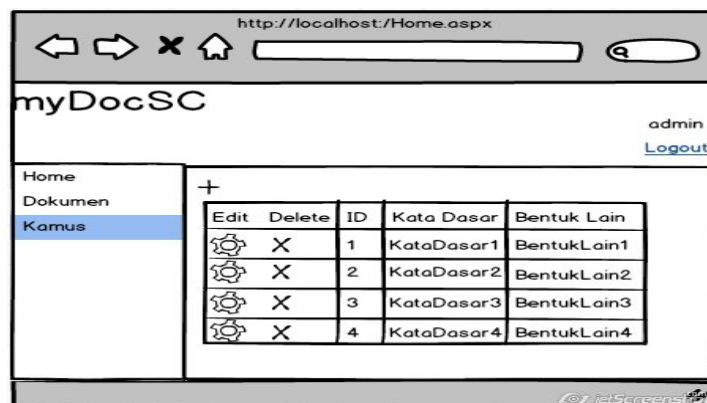 http://localhost:/Home.aspx
myDocSC
admin
Logout
Home
Dokumen
Kamus
+
Edit Delete ID Kata Dasar Bentuk Lain
X 1 KataDasar1 BentukLain1
X 2 KataDasar2 BentukLain2
X 3 KataDasar3 BentukLain3
X 4 KataDasar4 BentukLain4